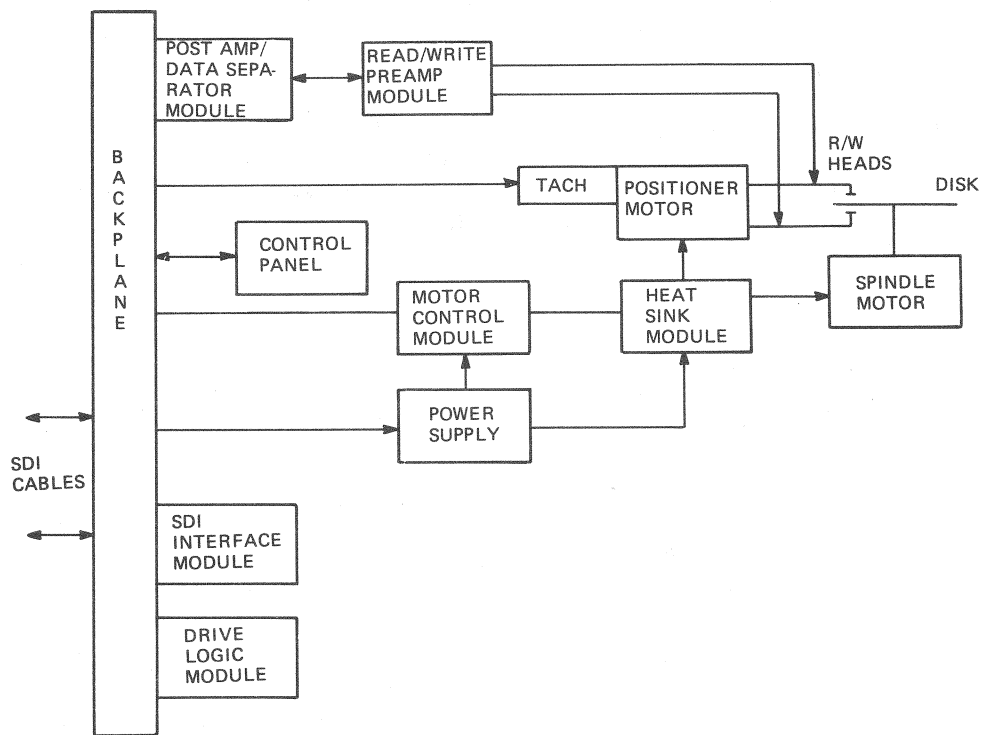 POST AMP/
DATA SEPA-
RATOR
MODULE
READ/WRITE
PREAMP
MODULE
BACKPLANE
R/W
HEADS
DISK
TACH
POSITIONER
MOTOR
CONTROL
PANEL
MOTOR
CONTROL
MODULE
HEAT
SINK
MODULE
SPINDLE
MOTOR
POWER
SUPPLY
SDI
CABLES
SDI
INTERFACE
MODULE
DRIVE
LOGIC
MODULE